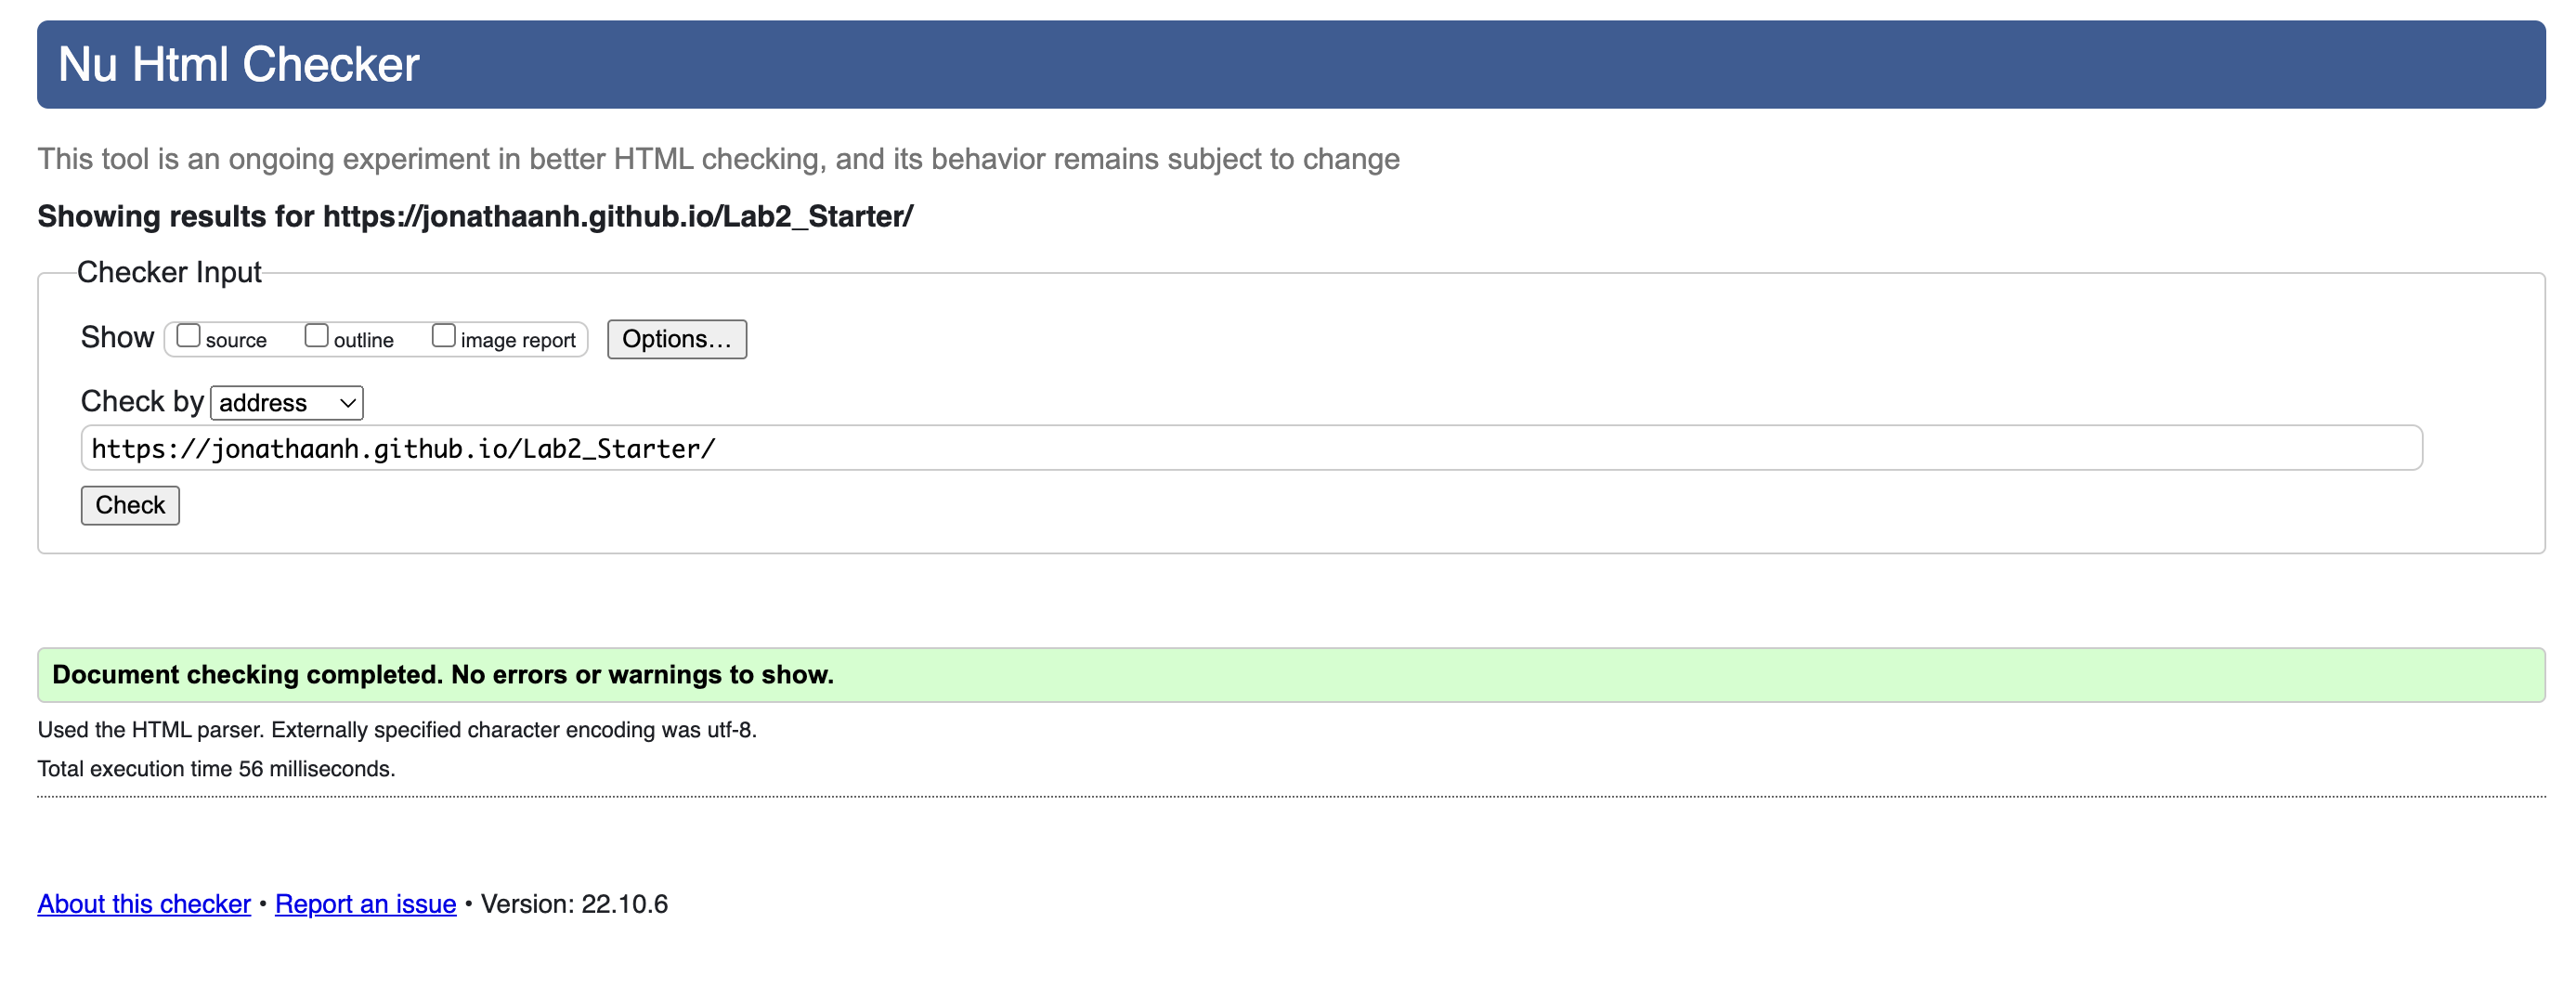 Nu Html Checker
This tool is an ongoing experiment in better HTML checking, and its behavior remains subject to change
Showing results for https://jonathaanh.github.io/Lab2_Starter/
Checker Input
Show source outline image report Options...
Check by address
https://jonathaanh.github.io/Lab2_Starter/
Check
Document checking completed. No errors or warnings to show.
Used the HTML parser. Externally specified character encoding was utf-8.
Total execution time 56 milliseconds.
About this checker • Report an issue • Version: 22.10.6